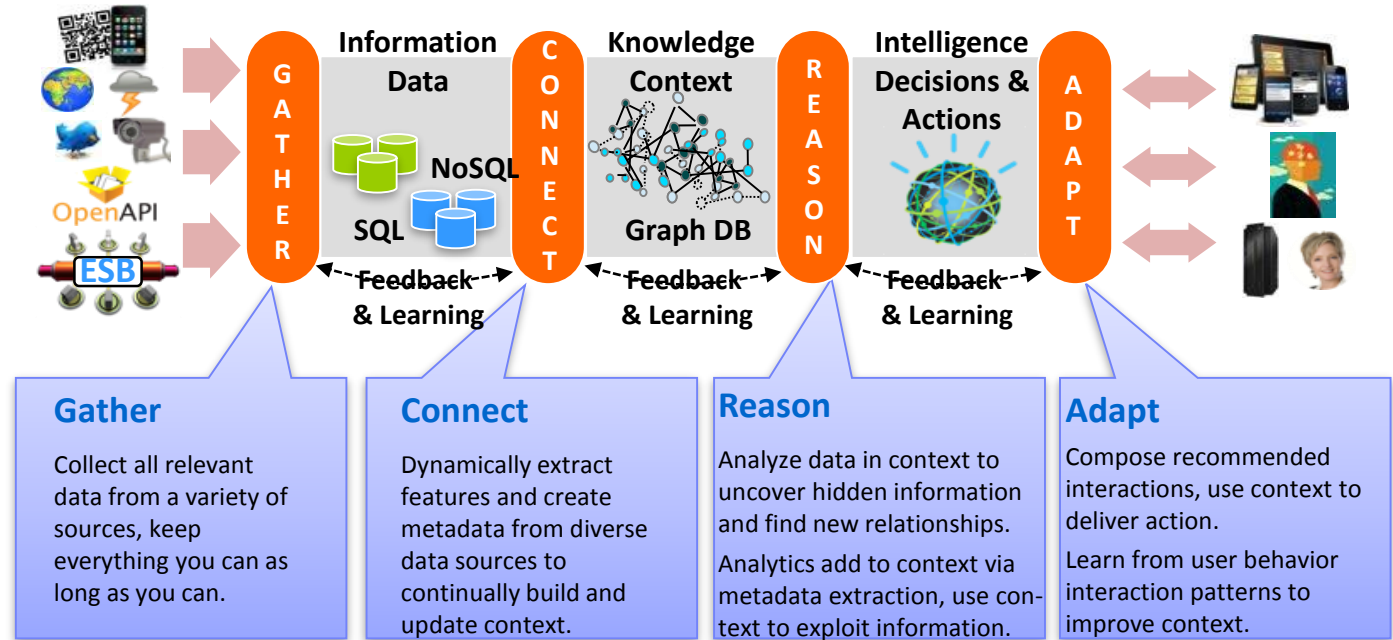 G
A
T
H
E
R
Information
Data
SQL
NoSQL
C
O
N
N
E
C
T
Knowledge
Context
Graph DB
R
E
A
S
O
N
Intelligence
Decisions &
Actions
A
D
A
P
T
OpenAPI
ESB
Feedback
& Learning
Feedback
& Learning
Feedback
& Learning
Gather
Collect all relevant
data from a variety of
sources, keep
everything you can as
long as you can.
Connect
Dynamically extract
features and create
metadata from diverse
data sources to
continually build and
update context.
Reason
Analyze data in context to
uncover hidden information
and find new relationships.
Analytics add to context via
metadata extraction, use con-
text to exploit information.
Adapt
Compose recommended
interactions, use context to
deliver action.
Learn from user behavior
interaction patterns to
improve context.